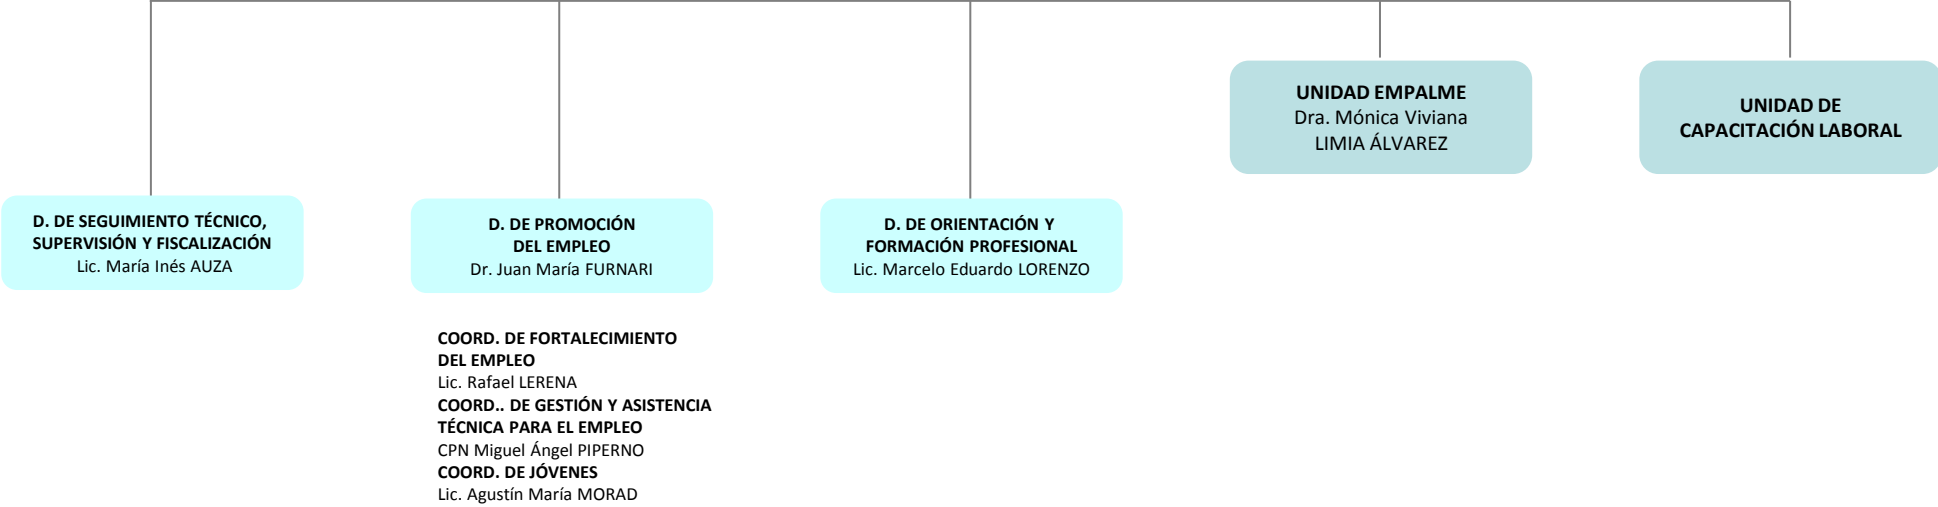 UNIDAD EMPALME
Dra. Mónica Viviana
LIMIA ÁLVAREZ
UNIDAD DE
CAPACITACIÓN LABORAL
D. DE SEGUIMIENTO TÉCNICO,
SUPERVISIÓN Y FISCALIZACIÓN
Lic. María Inés AUZA
D. DE PROMOCIÓN
DEL EMPLEO
Dr. Juan María FURNARI
D. DE ORIENTACIÓN Y
FORMACIÓN PROFESIONAL
Lic. Marcelo Eduardo LORENZO
COORD. DE FORTALECIMIENTO
DEL EMPLEO
Lic. Rafael LERENA
COORD.. DE GESTIÓN Y ASISTENCIA
TÉCNICA PARA EL EMPLEO
CPN Miguel Ángel PIPERNO
COORD. DE JÓVENES
Lic. Agustín María MORAD